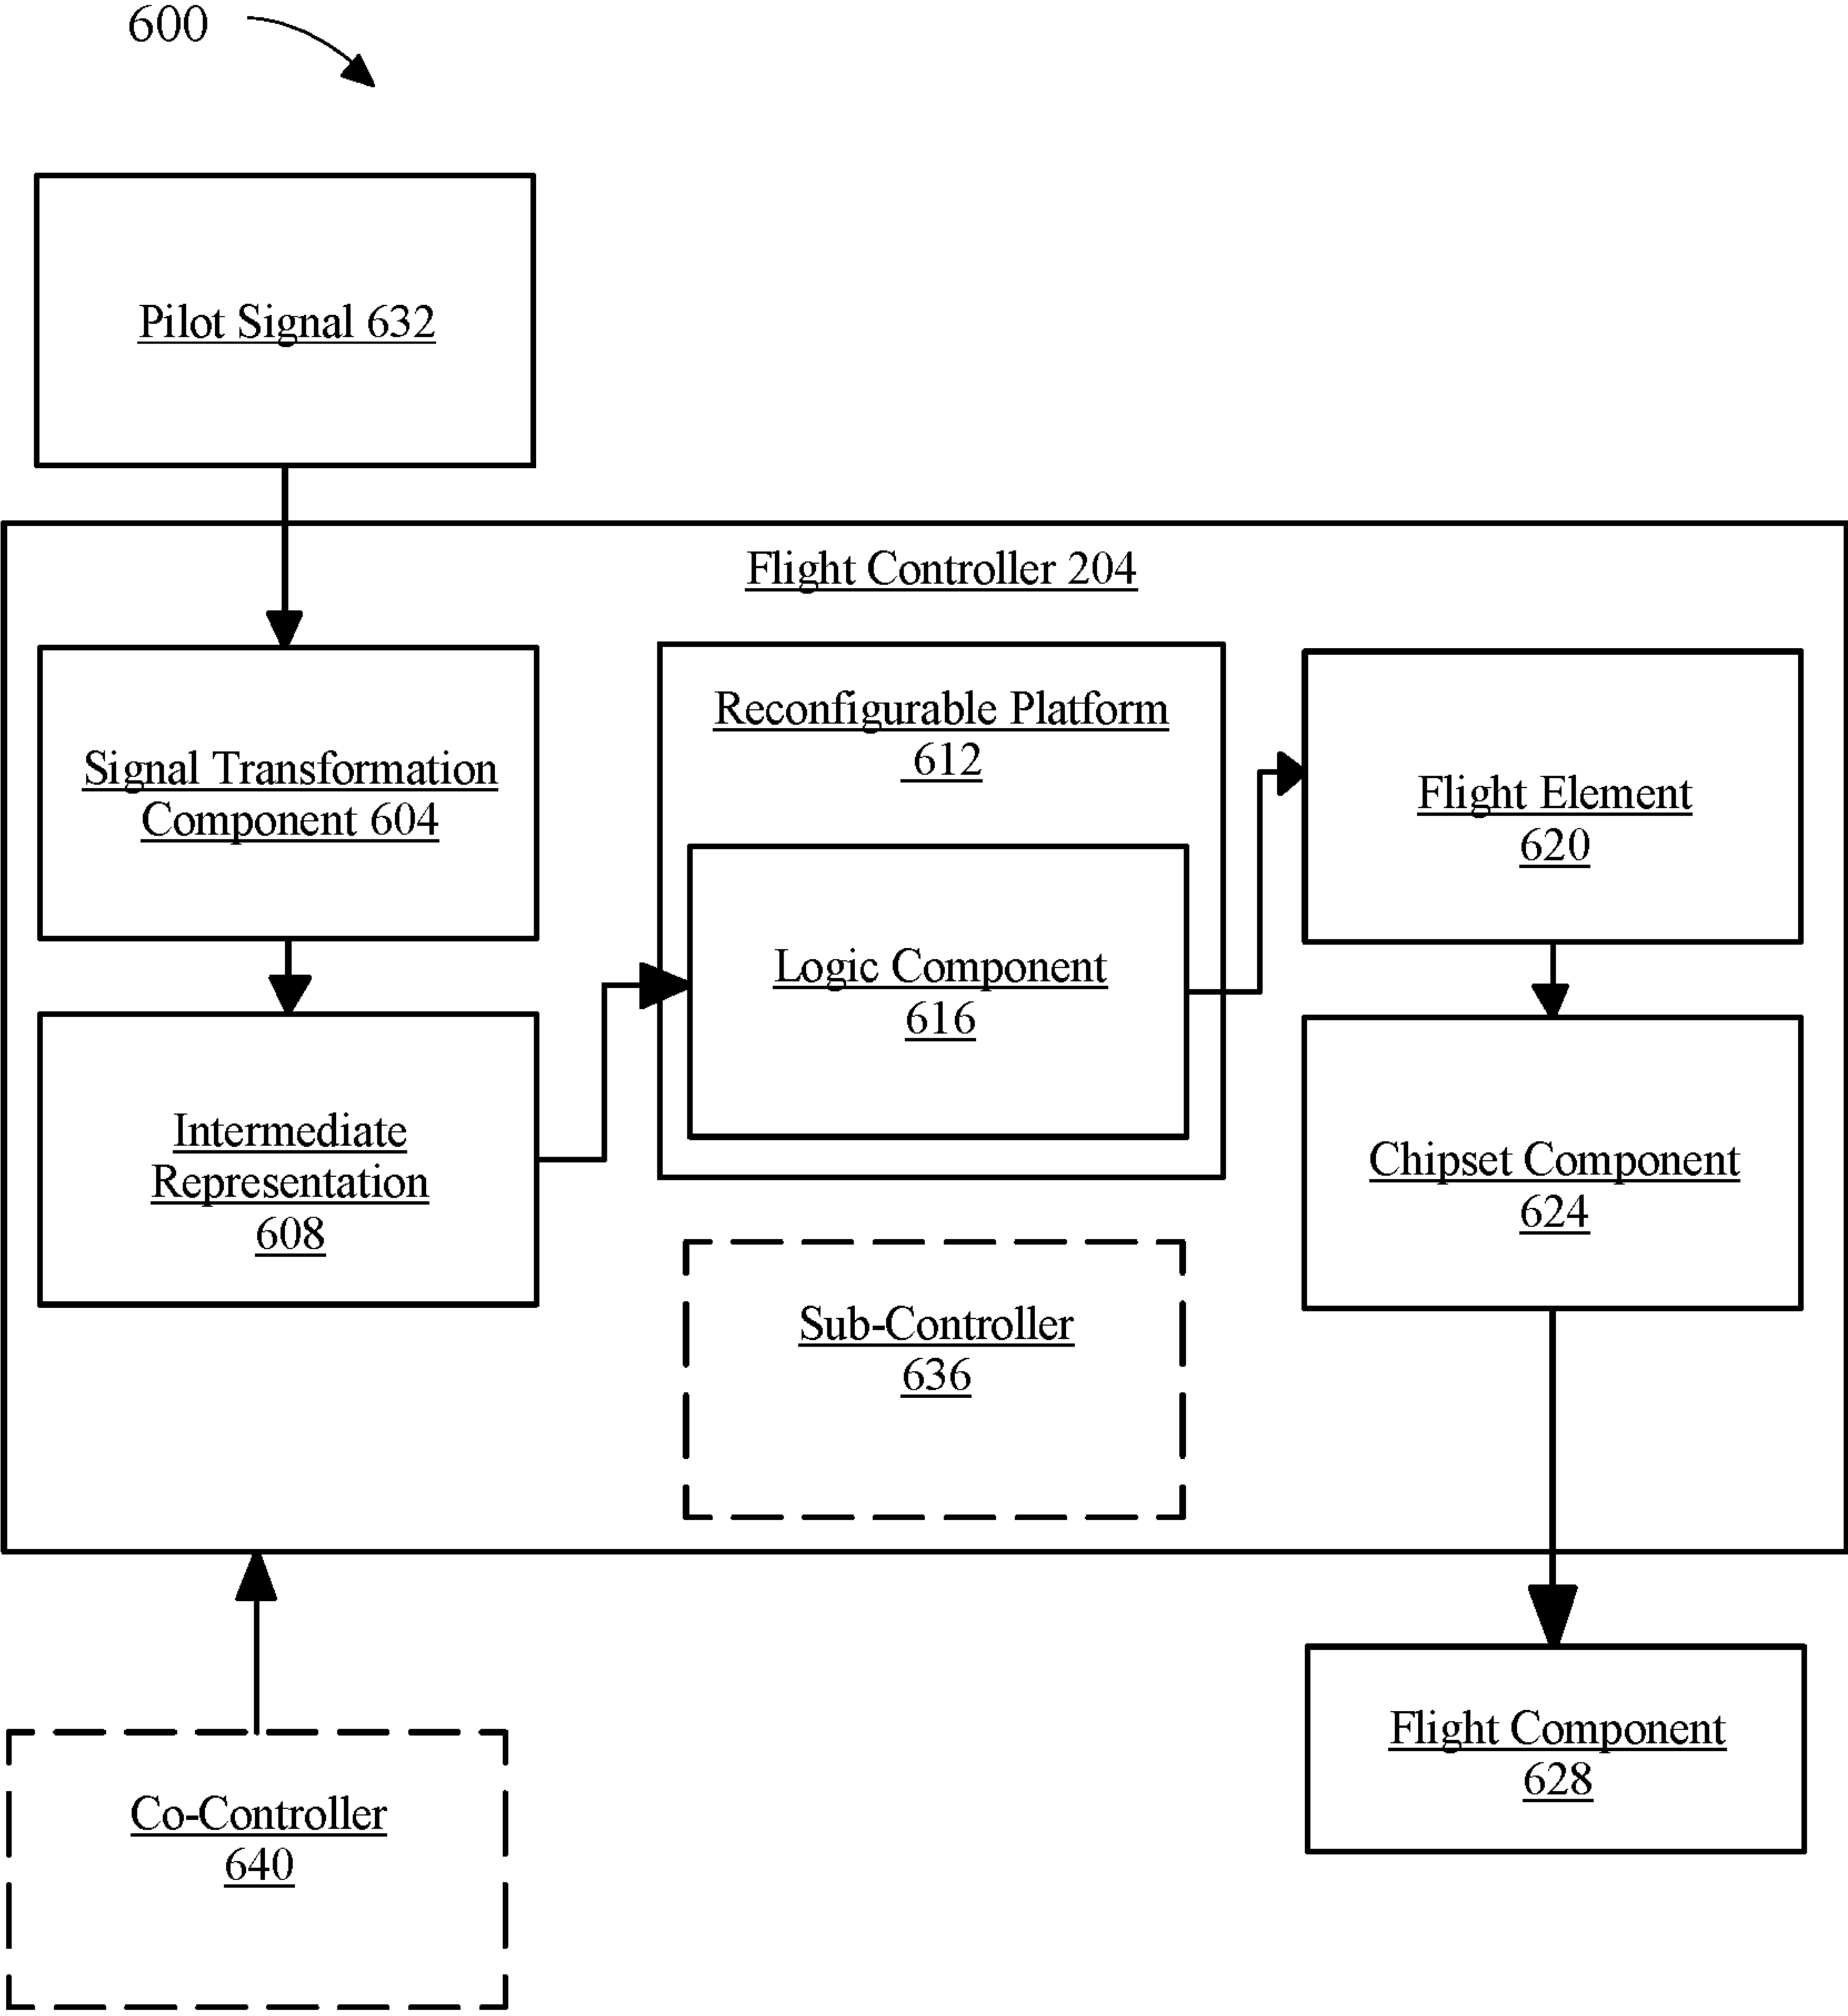 600
Pilot Signal 632
Flight Controller 204
Signal Transformation
Component 604
Intermediate
Representation
608
Reconfigurable Platform
612
Logic Component
616
Sub-Controller
636
Flight Element
620
Chipset Component
624
Flight Component
628
Co-Controller
640